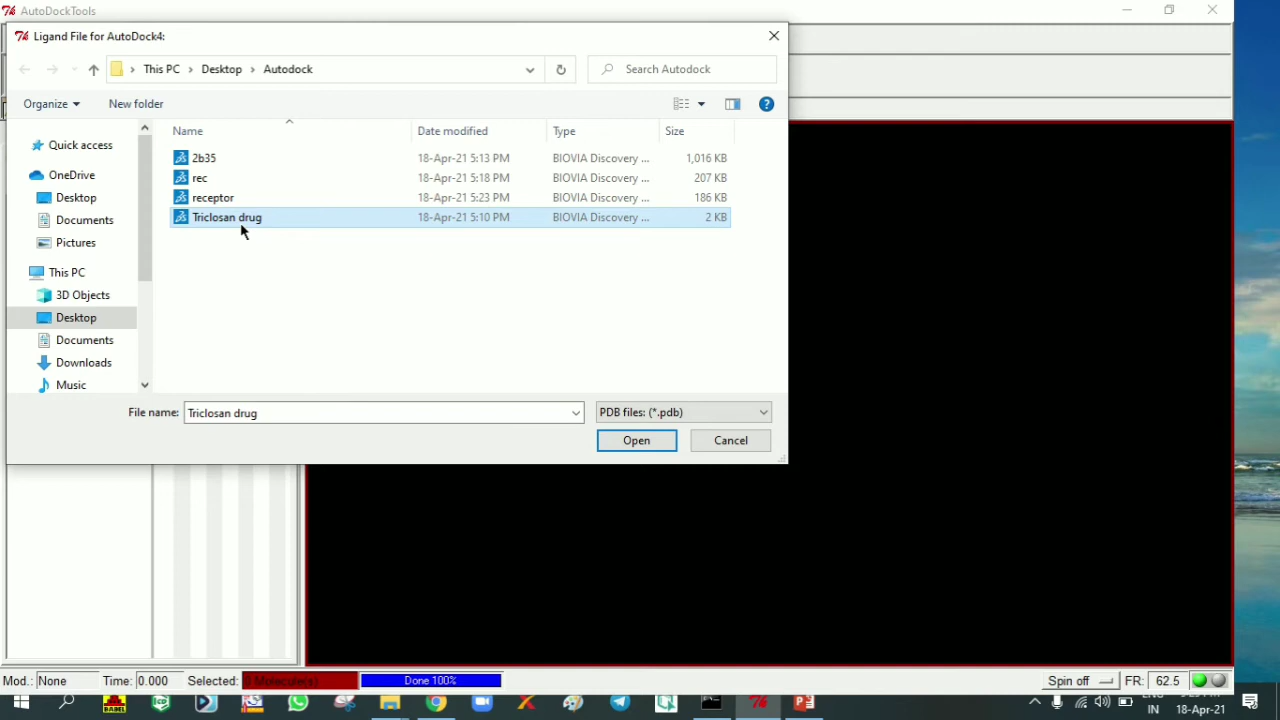 AutoDockTools
Ligand File for AutoDock4:
This PC > Desktop > Autodock
Search Autodock
Organize
New folder
Name
Date modified
Type
Size
Quick access
OneDrive
Desktop
Documents
Pictures
This PC
3D Objects
Desktop
Documents
Downloads
Music
2b35 18-Apr-21 5:13 PM BIOVIA Discovery ... 1,016 KB
rec 18-Apr-21 5:18 PM BIOVIA Discovery ... 207 KB
receptor 18-Apr-21 5:23 PM BIOVIA Discovery ... 186 KB
Triclosan drug 18-Apr-21 5:10 PM BIOVIA Discovery ... 2 KB
File name: Triclosan drug
PDB files: (*.pdb)
Open
Cancel
Mod.: None
Time: 0.000
Selected: 0 Molecule(s)
Done 100%
Spin off
FR: 62.5
BABEL
ENG
IN
18-Apr-21